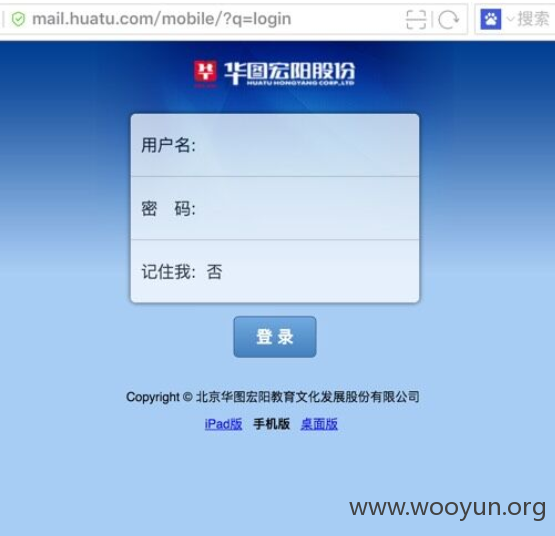 mail.huatu.com/mobile/?q=login 搜索
华图宏阳股份
HUATU HONGYANG CORP.,LTD
用户名:
密 码:
记住我: 否
登 录
Copyright © 北京华图宏阳教育文化发展股份有限公司
iPad版 手机版 桌面版
www.wooyun.org